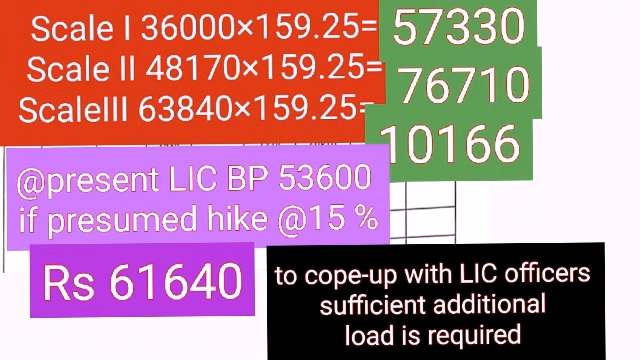 Scale I 36000×159.25= 57330
Scale II 48170×159.25= 76710
ScaleIII 63840×159.25= 10166
@present LIC BP 53600
if presumed hike @15 %
Rs 61640
to cope-up with LIC officers
sufficient additional
load is required